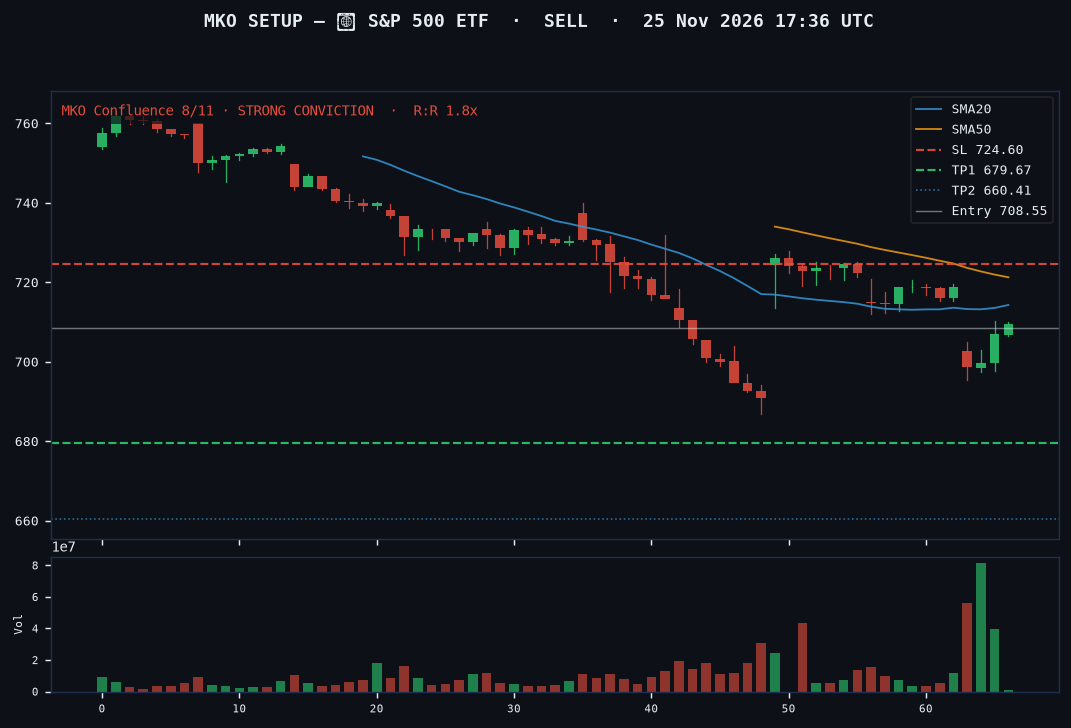 MKO SETUP — 🌐 S&P 500 ETF · SELL · 25 Nov 2026 17:36 UTC
MKO Confluence 8/11 · STRONG CONVICTION · R:R 1.8x
SMA20
SMA50
SL 724.60
TP1 679.67
TP2 660.41
Entry 708.55
760
740
720
700
680
660
1e7
8
6
4
2
0
Vol
0 10 20 30 40 50 60